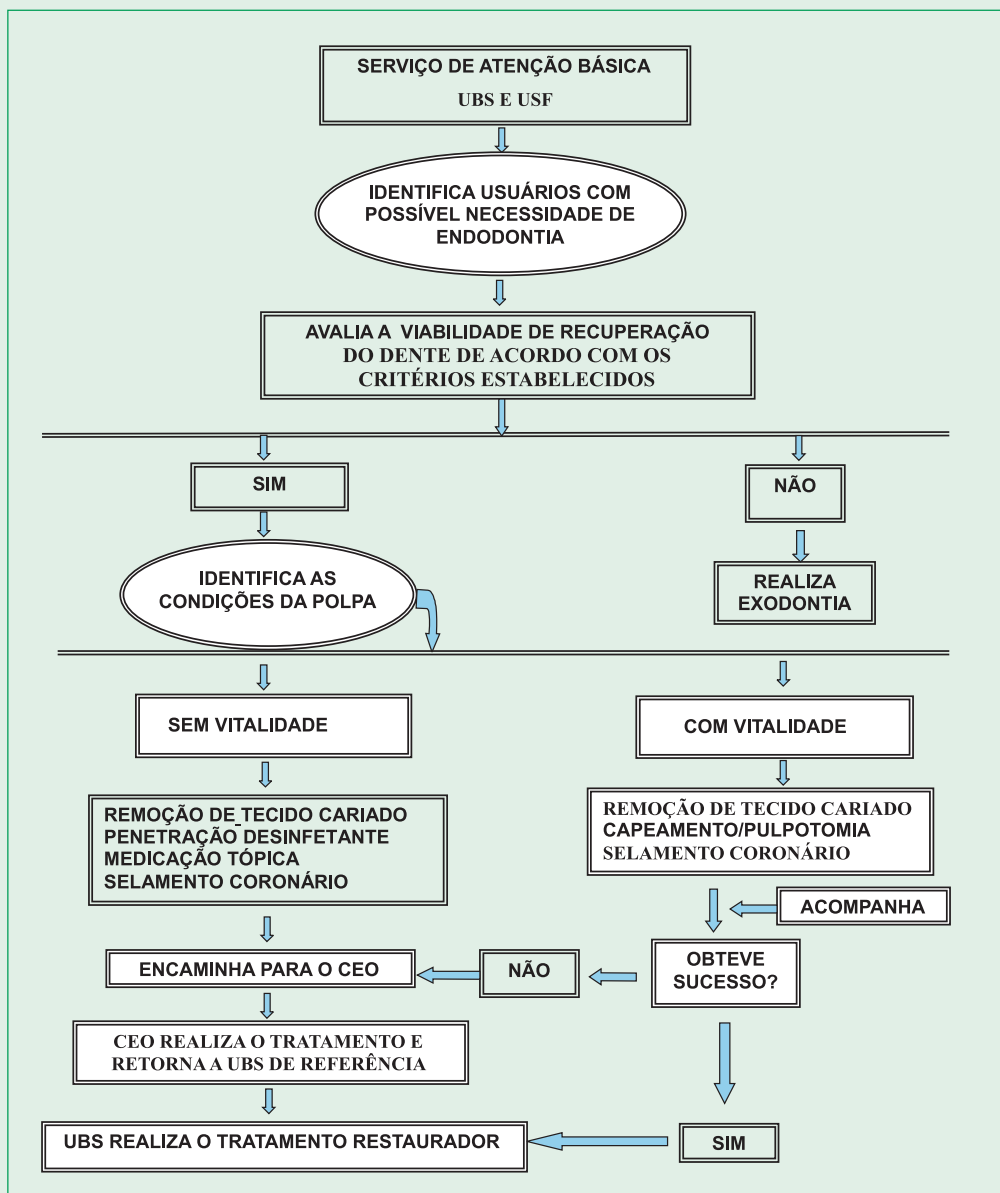 SERVIÇO DE ATENÇÃO BÁSICA
UBS E USF
IDENTIFICA USUÁRIOS COM
POSSÍVEL NECESSIDADE DE
ENDODONTIA
AVALIA A VIABILIDADE DE RECUPERAÇÃO
DO DENTE DE ACORDO COM OS
CRITÉRIOS ESTABELECIDOS
SIM
NÃO
IDENTIFICA AS
CONDIÇÕES DA POLPA
REALIZA
EXODONTIA
SEM VITALIDADE
COM VITALIDADE
REMOÇÃO DE TECIDO CARIADO
PENETRAÇÃO DESINFETANTE
MEDICAÇÃO TÓPICA
SELAMENTO CORONÁRIO
REMOÇÃO DE TECIDO CARIADO
CAPEAMENTO/PULPOTOMIA
SELAMENTO CORONÁRIO
ACOMPANHA
ENCAMINHA PARA O CEO
NÃO
OBTEVE
SUCESSO?
CEO REALIZA O TRATAMENTO E
RETORNA A UBS DE REFERÊNCIA
UBS REALIZA O TRATAMENTO RESTAURADOR
SIM